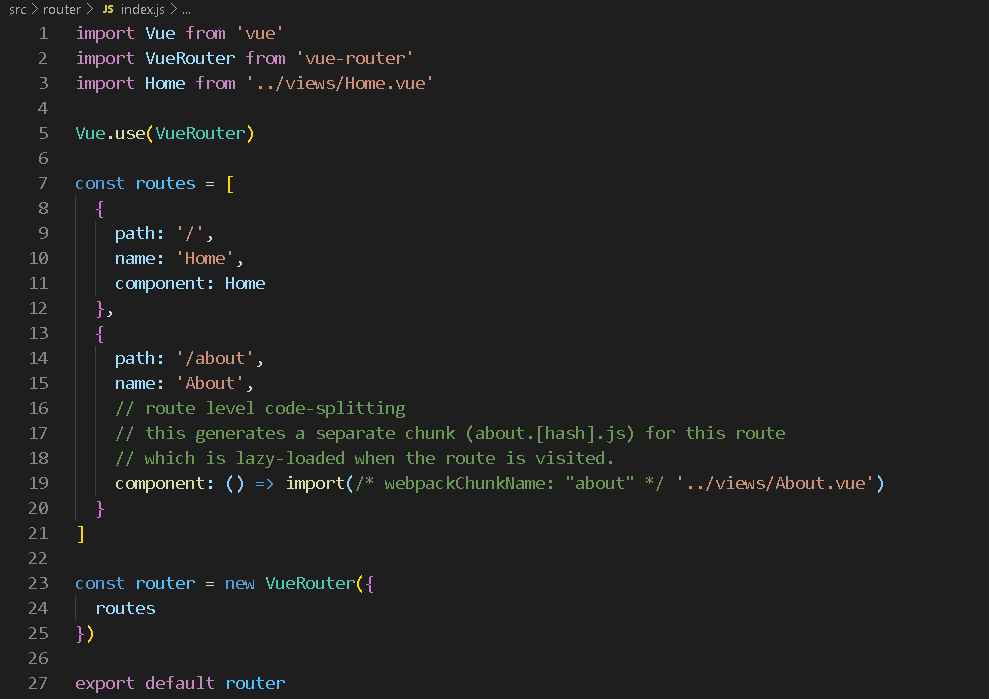 src > router > JS index.js > ...
1 import Vue from 'vue'
2 import VueRouter from 'vue-router'
3 import Home from '../views/Home.vue'
4
5 Vue.use(VueRouter)
6
7 const routes = [
8   {
9     path: '/',
10     name: 'Home',
11     component: Home
12   },
13   {
14     path: '/about',
15     name: 'About',
16     // route level code-splitting
17     // this generates a separate chunk (about.[hash].js) for this route
18     // which is lazy-loaded when the route is visited.
19     component: () => import(/* webpackChunkName: "about" */ '../views/About.vue')
20   }
21 ]
22
23 const router = new VueRouter({
24   routes
25 })
26
27 export default router